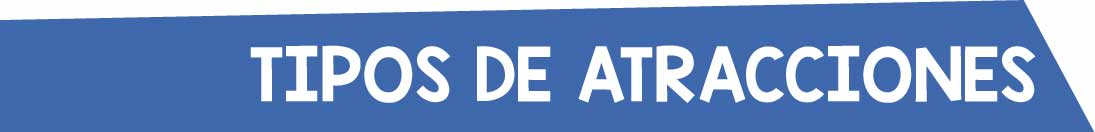 TIPOS DE ATRACCIONES